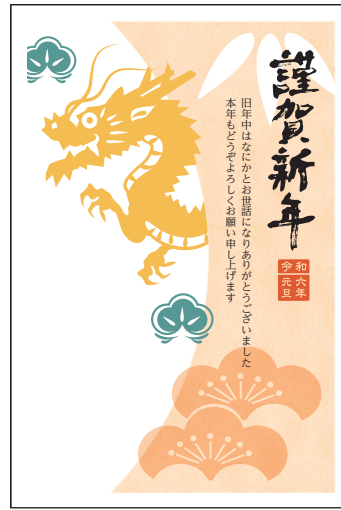 謹賀新年
令和六年
元旦
旧年中はなにかとお世話になりありがとうございました
本年もどうぞよろしくお願い申し上げます